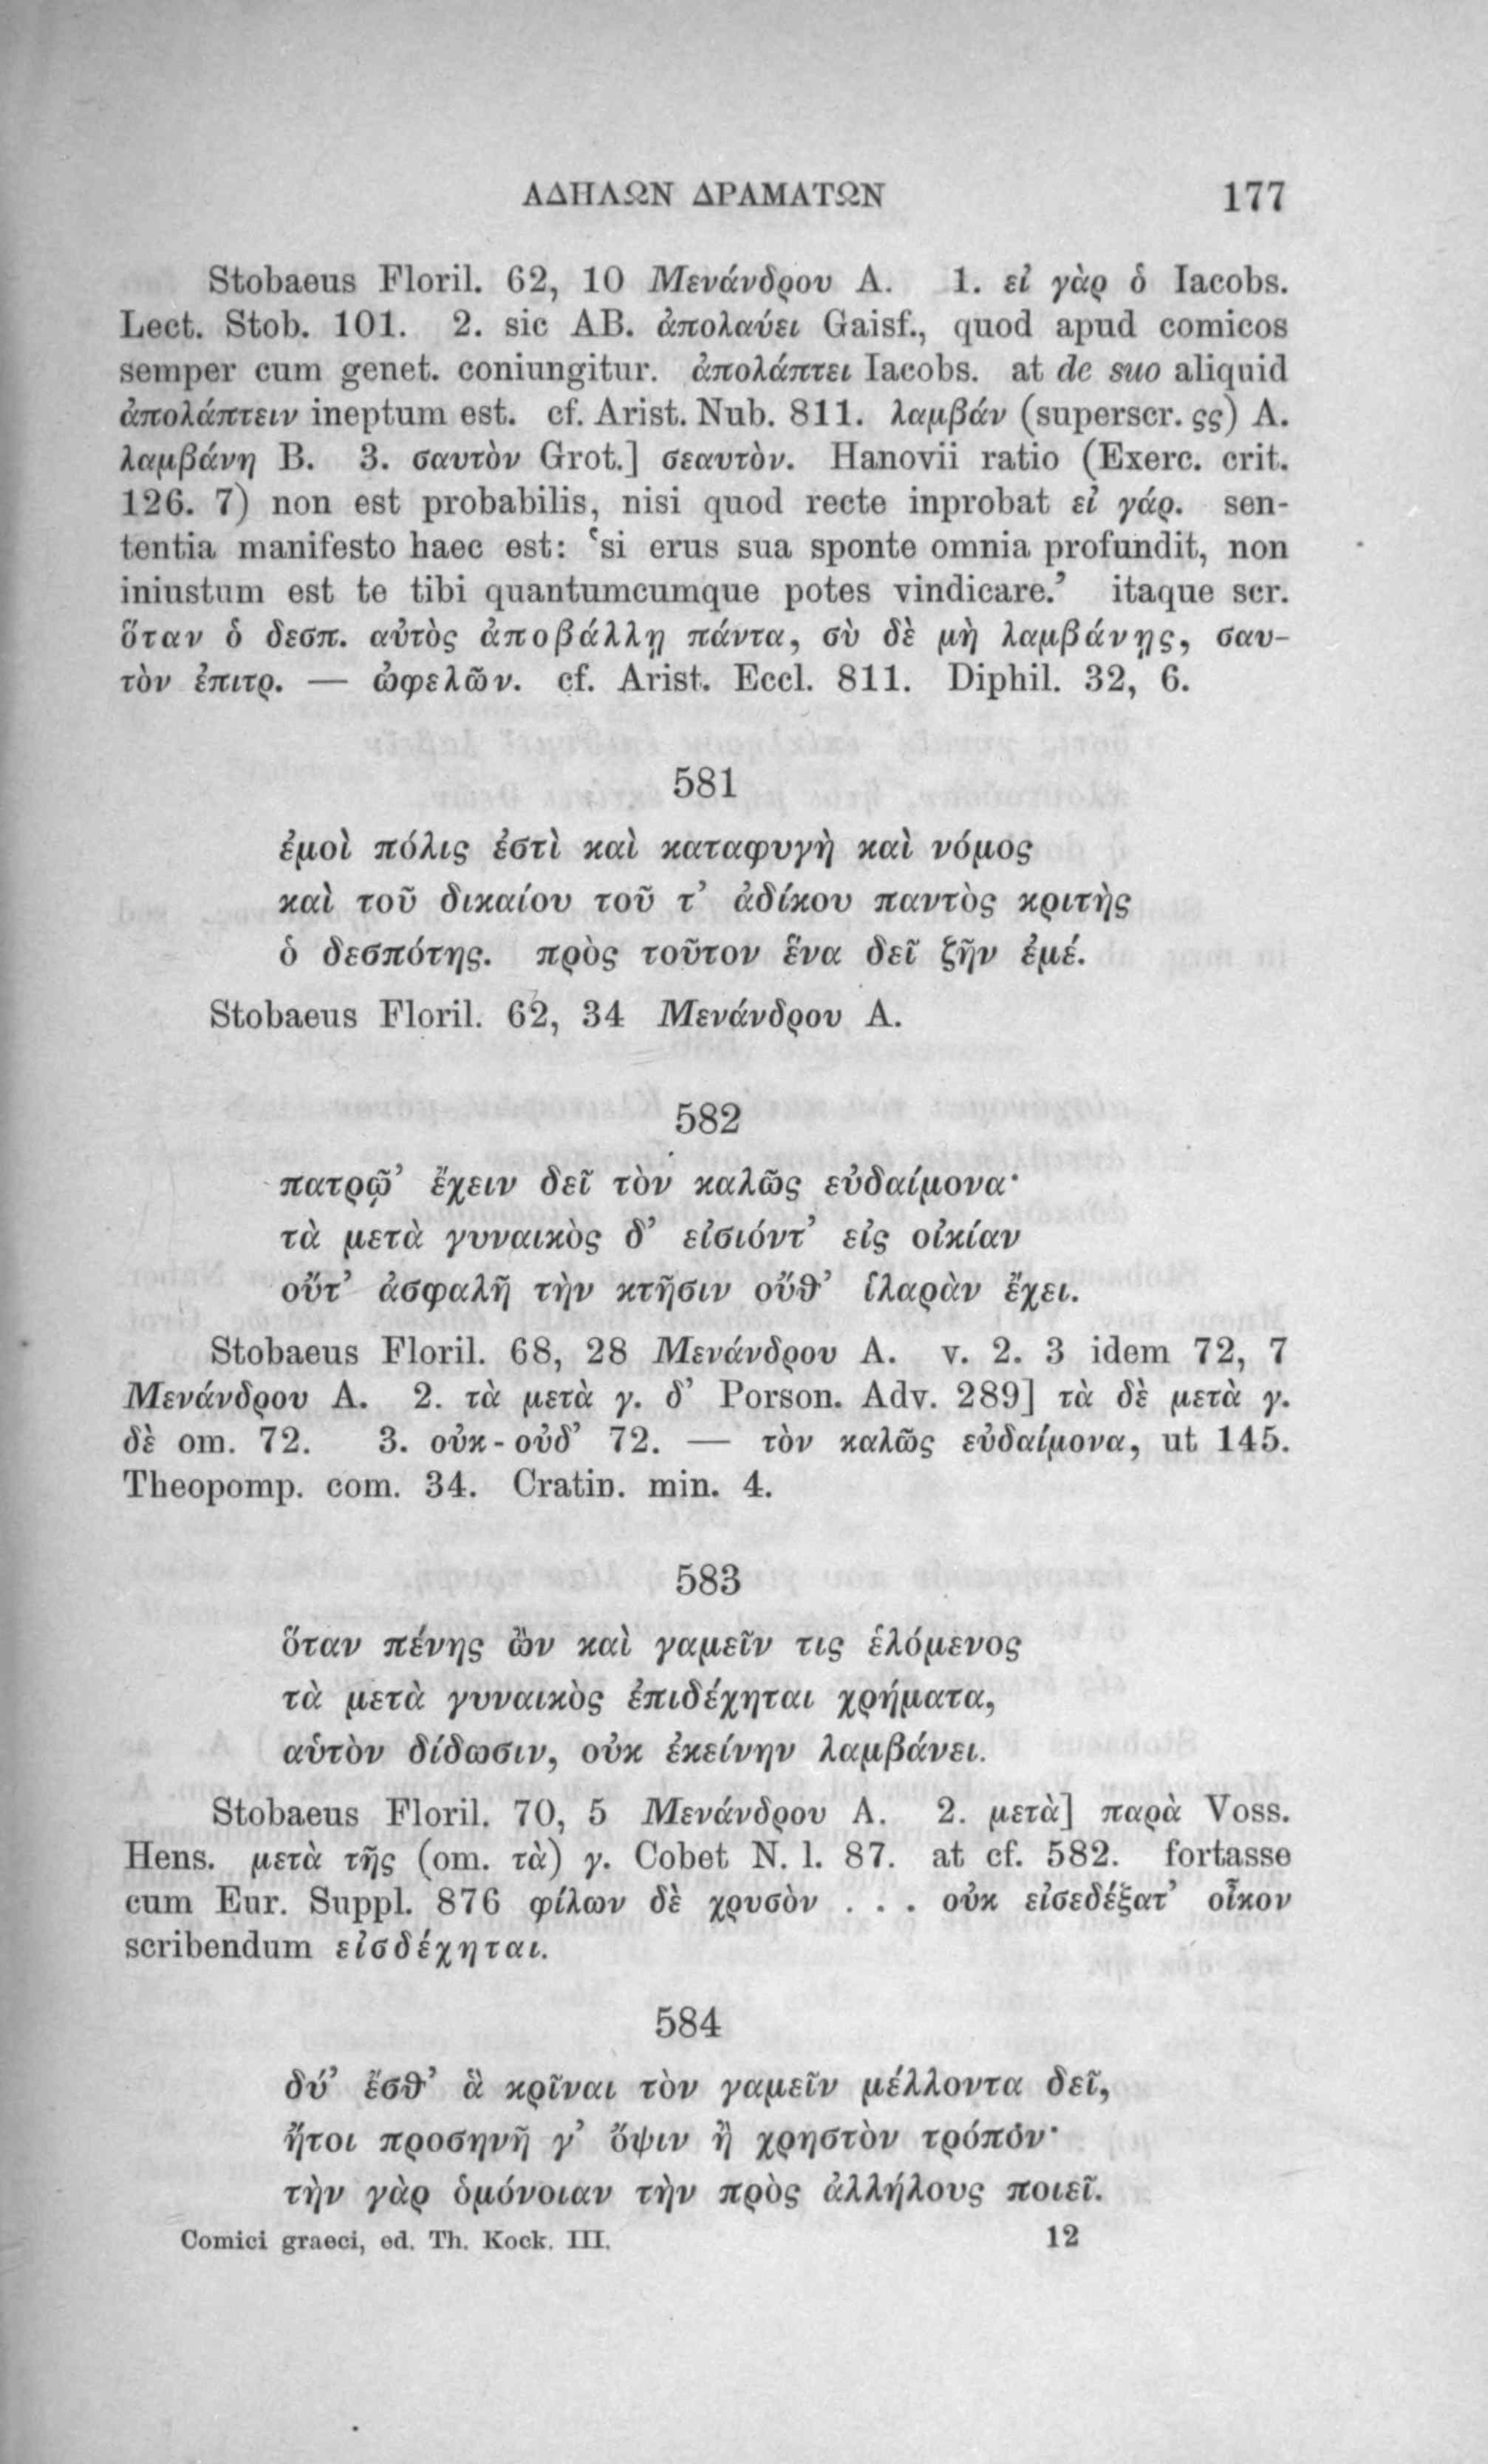 ΑΔΗΛΩΝ ΔΡΑΜΑΤΩΝ 177
Stobaeus Floril. 62, 10 Μενάνδρου A. 1. εἰ γὰρ ὁ Iacobs.
Lect. Stob. 101. 2. sic AB. ἀπολαύει Gaisf., quod apud comicos
semper cum genet. coniungitur. ἀπολάπτει Iacobs. at de suo aliquid
ἀπολάπτειν ineptum est. cf. Arist. Nub. 811. λαμβάν (superscr. ςς) A.
λαμβάνη B. 3. σαυτὸν Grot.] σεαυτὸν. Hanovii ratio (Exerc. crit.
126. 7) non est probabilis, nisi quod recte inprobat εἰ γάρ. sen-
tentia manifesto haec est: ‘si erus sua sponte omnia profundit, non
iniustum est te tibi quantumcumque potes vindicare.’ itaque scr.
ὅταν ὁ δεσπ. αὐτὸς ἀποβάλλῃ πάντα, σὺ δὲ μὴ λαμβάνῃς, σαυ-
τὸν ἐπιτρ. — ὠφελῶν. cf. Arist. Eccl. 811. Diphil. 32, 6.
581
ἐμοὶ πόλις ἐστὶ καὶ καταφυγὴ καὶ νόμος
καὶ τοῦ δικαίου τοῦ τ’ ἀδίκου παντὸς κριτὴς
ὁ δεσπότης. πρὸς τοῦτον ἕνα δεῖ ζῆν ἐμέ.
Stobaeus Floril. 62, 34 Μενάνδρου A.
582
πατρῷ’ ἔχειν δεῖ τὸν καλῶς εὐδαίμονα·
τὰ μετὰ γυναικὸς δ’ εἰσιόντ’ εἰς οἰκίαν
οὔτ’ ἀσφαλῆ τὴν κτῆσιν οὔθ’ ἱλαρὰν ἔχει.
Stobaeus Floril. 68, 28 Μενάνδρου A. v. 2. 3 idem 72, 7
Μενάνδρου A. 2. τὰ μετὰ γ. δ’ Porson. Adv. 289] τὰ δὲ μετὰ γ.
δὲ om. 72. 3. οὐκ - οὐδ’ 72. — τὸν καλῶς εὐδαίμονα, ut 145.
Theopomp. com. 34. Cratin. min. 4.
583
ὅταν πένης ὢν καὶ γαμεῖν τις ἑλόμενος
τὰ μετὰ γυναικὸς ἐπιδέχηται χρήματα,
αὑτὸν δίδωσιν, οὐκ ἐκείνην λαμβάνει.
Stobaeus Floril. 70, 5 Μενάνδρου A. 2. μετὰ] παρὰ Voss.
Hens. μετὰ τῆς (om. τὰ) γ. Cobet N. l. 87. at cf. 582. fortasse
cum Eur. Suppl. 876 φίλων δὲ χρυσὸν . . . οὐκ εἰσεδέξατ’ οἶκον
scribendum εἰσδέχηται.
584
δύ’ ἔσθ’ ἃ κρῖναι τὸν γαμεῖν μέλλοντα δεῖ,
ἤτοι προσηνῆ γ’ ὄψιν ἢ χρηστὸν τρόπον·
τὴν γὰρ ὁμόνοιαν τὴν πρὸς ἀλλήλους ποιεῖ.
Comici graeci, ed. Th. Kock. III. 12